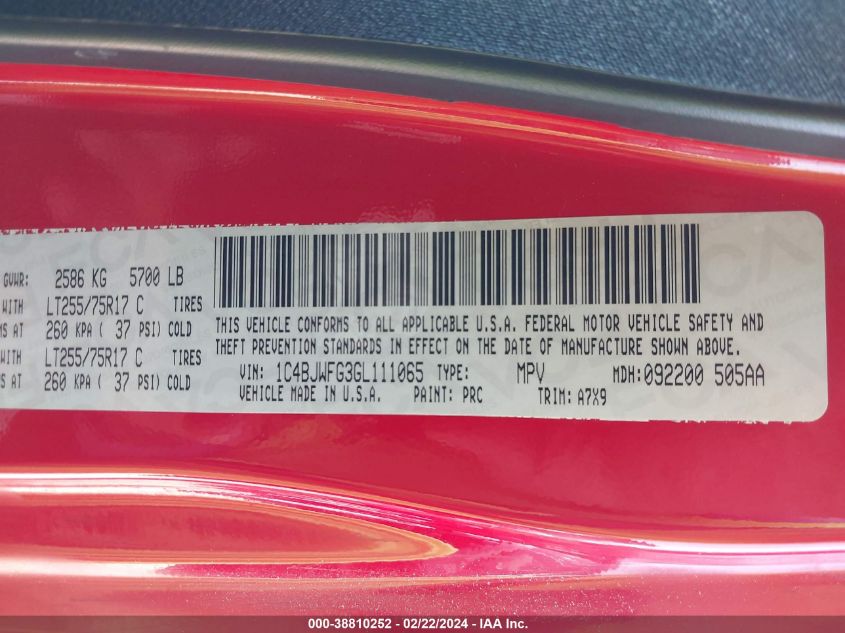 GVWR: 2586 KG 5700 LB
WITH LT255/75R17 C TIRES
MS AT 260 KPA ( 37 PSI) COLD
WITH LT255/75R17 C TIRES
MS AT 260 KPA ( 37 PSI) COLD
THIS VEHICLE CONFORMS TO ALL APPLICABLE U.S.A. FEDERAL MOTOR VEHICLE SAFETY AND
THEFT PREVENTION STANDARDS IN EFFECT ON THE DATE OF MANUFACTURE SHOWN ABOVE.
VIN: 1C4BJWFG3GL111065 TYPE: MPV MDH: 092200 505AA
VEHICLE MADE IN U.S.A. PAINT: PRC TRIM: A7X9
000-38810252 - 02/22/2024 - IAA Inc.